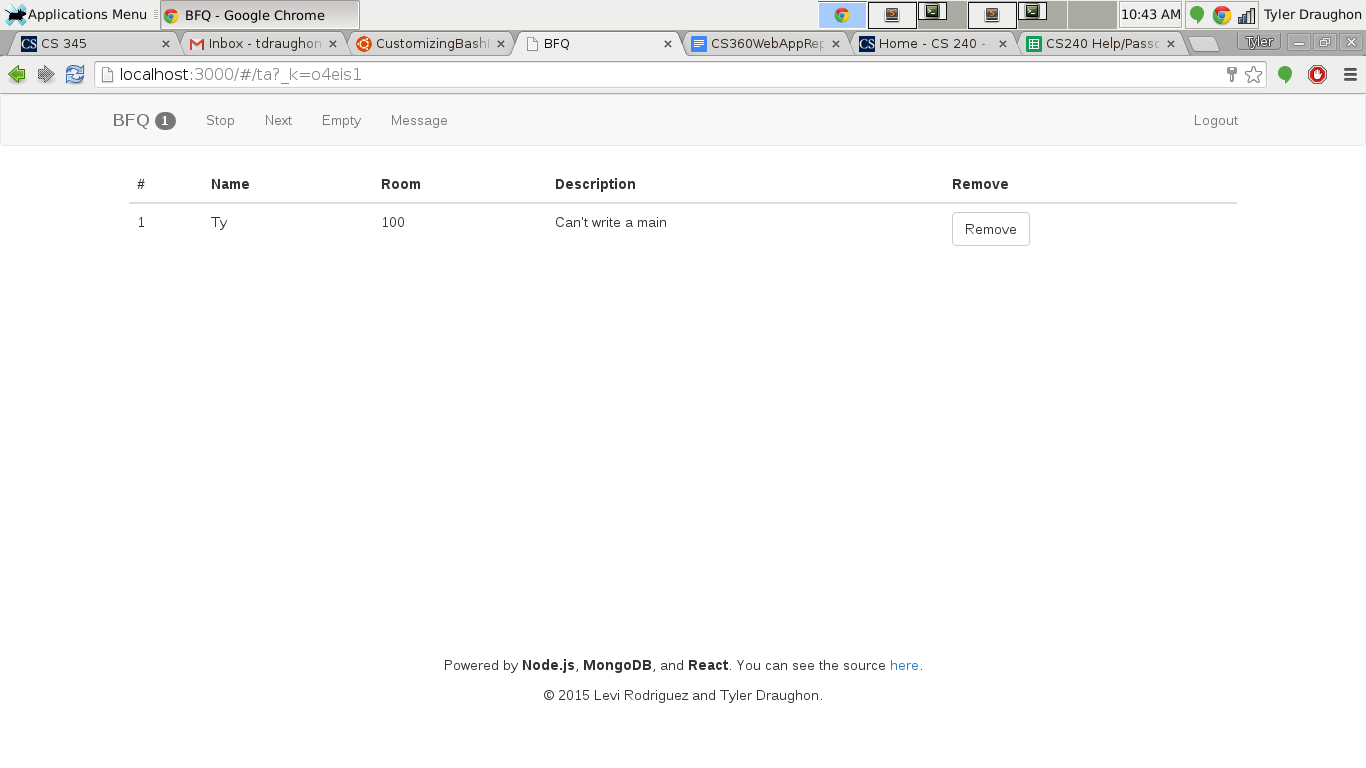 Applications Menu BFQ - Google Chrome 10:43 AM Tyler Draughon
CS 345 Inbox - tdraughon CustomizingBash BFQ CS360WebAppRep Home - CS 240 - CS240 Help/Passo Tyler
localhost:3000/#/ta?_k=o4eis1
BFQ 1 Stop Next Empty Message Logout
# Name Room Description Remove
1 Ty 100 Can't write a main Remove
Powered by Node.js, MongoDB, and React. You can see the source here.
© 2015 Levi Rodriguez and Tyler Draughon.